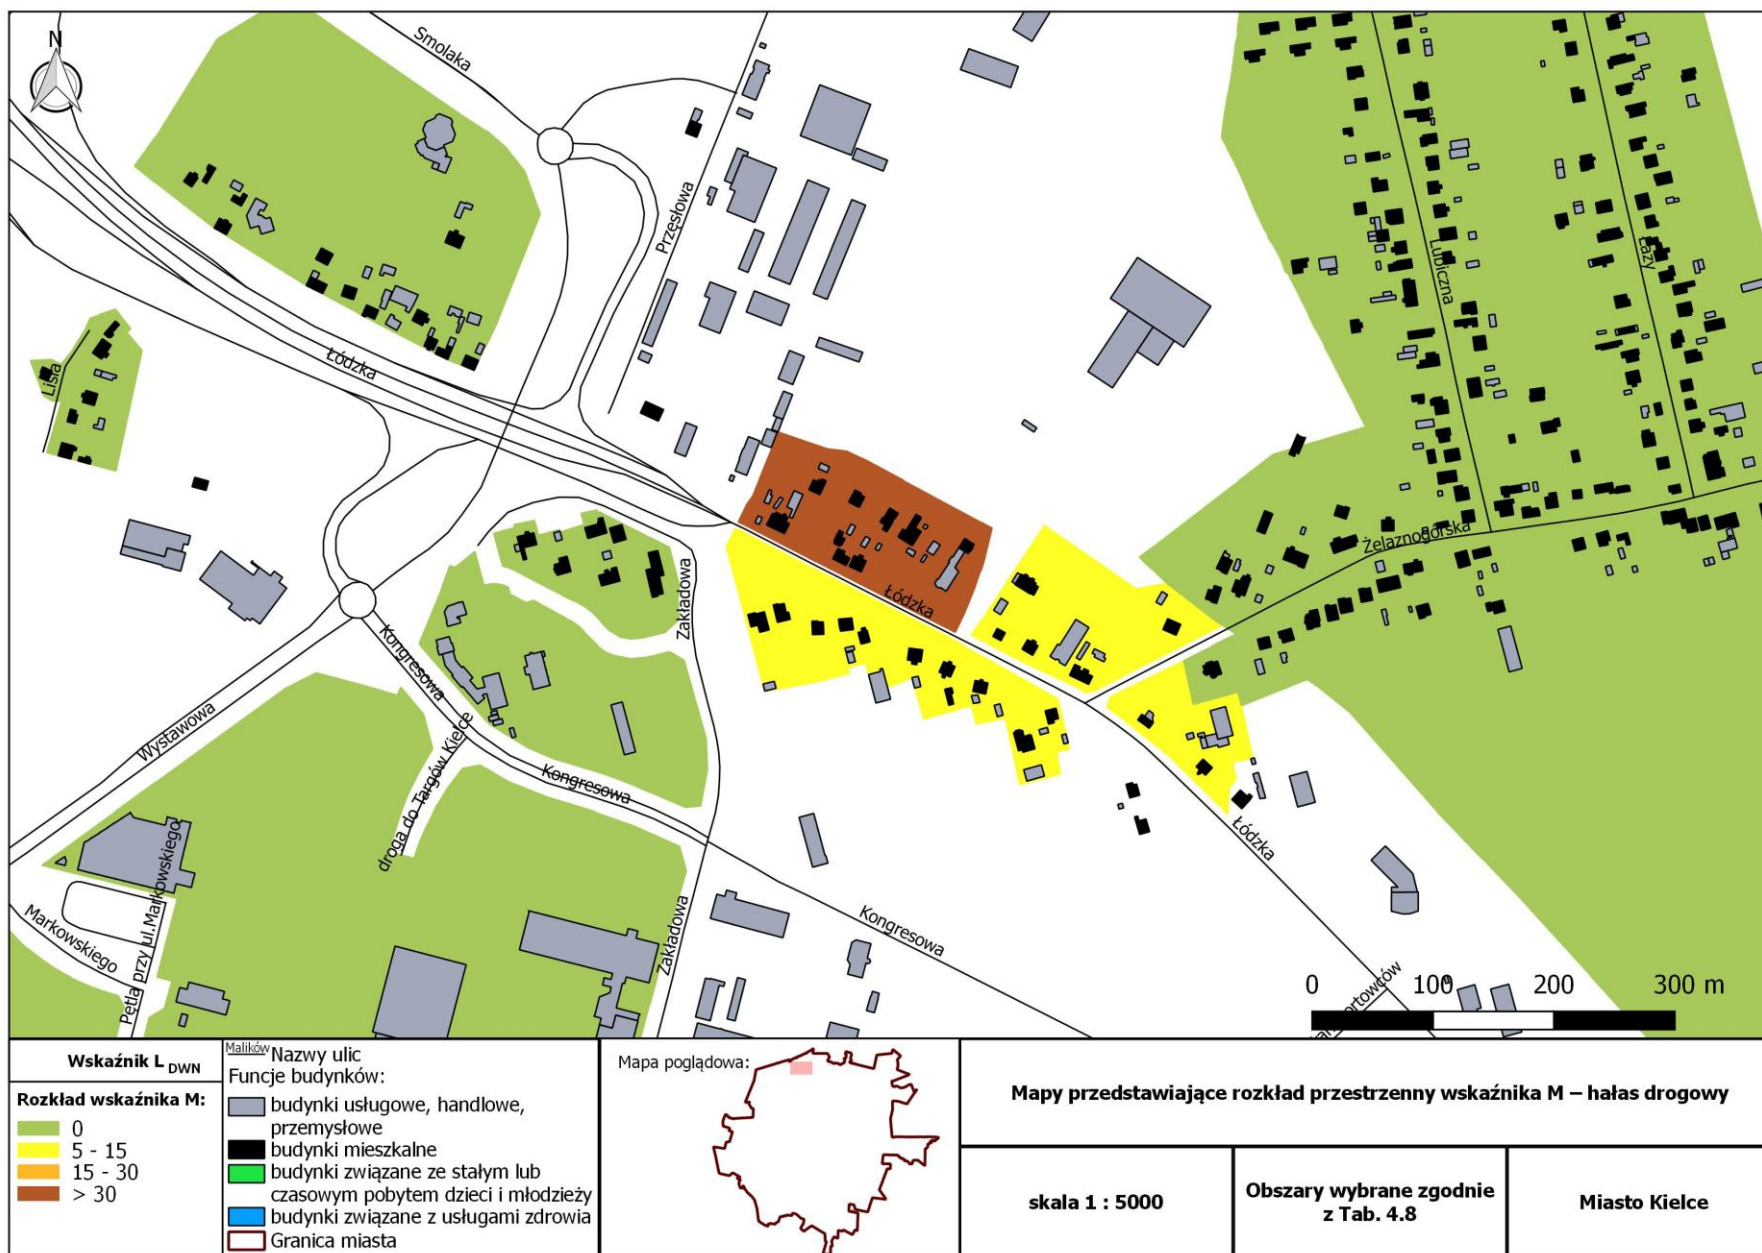 N
Smolaka
Przęsłowa
Lubiczna
Łazy
Łódzka
Lisia
Żelaznogórska
Łódzka
Zakładowa
Kongresowa
Wystawowa
droga do Targów Kielce
Kongresowa
Łódzka
Pętla przy ul.Markowskiego
Markowskiego
Zakładowa
Kongresowa
0 100 200 300 m
Wskaźnik L DWN
Rozkład wskaźnika M:
0
5 - 15
15 - 30
> 30
Malików Nazwy ulic
Funcje budynków:
budynki usługowe, handlowe,
przemysłowe
budynki mieszkalne
budynki związane ze stałym lub
czasowym pobytem dzieci i młodzieży
budynki związane z usługami zdrowia
Granica miasta
Mapa poglądowa:
Mapy przedstawiające rozkład przestrzenny wskaźnika M – hałas drogowy
skala 1 : 5000
Obszary wybrane zgodnie
z Tab. 4.8
Miasto Kielce